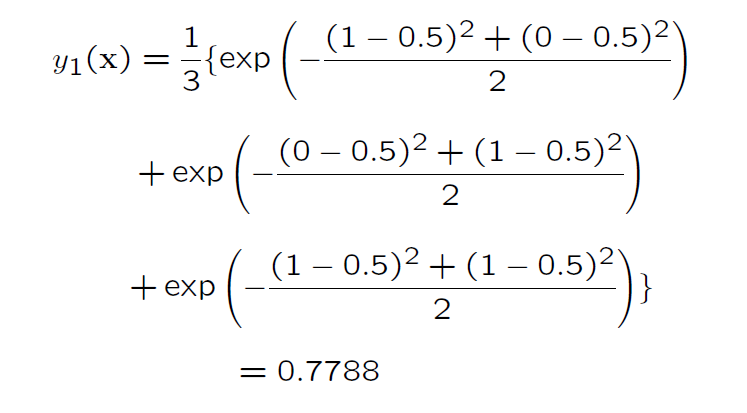 y₁(x) = 1/3 {exp(−((1 − 0.5)² + (0 − 0.5)²)/2)
+ exp(−((0 − 0.5)² + (1 − 0.5)²)/2)
+ exp(−((1 − 0.5)² + (1 − 0.5)²)/2)}
= 0.7788